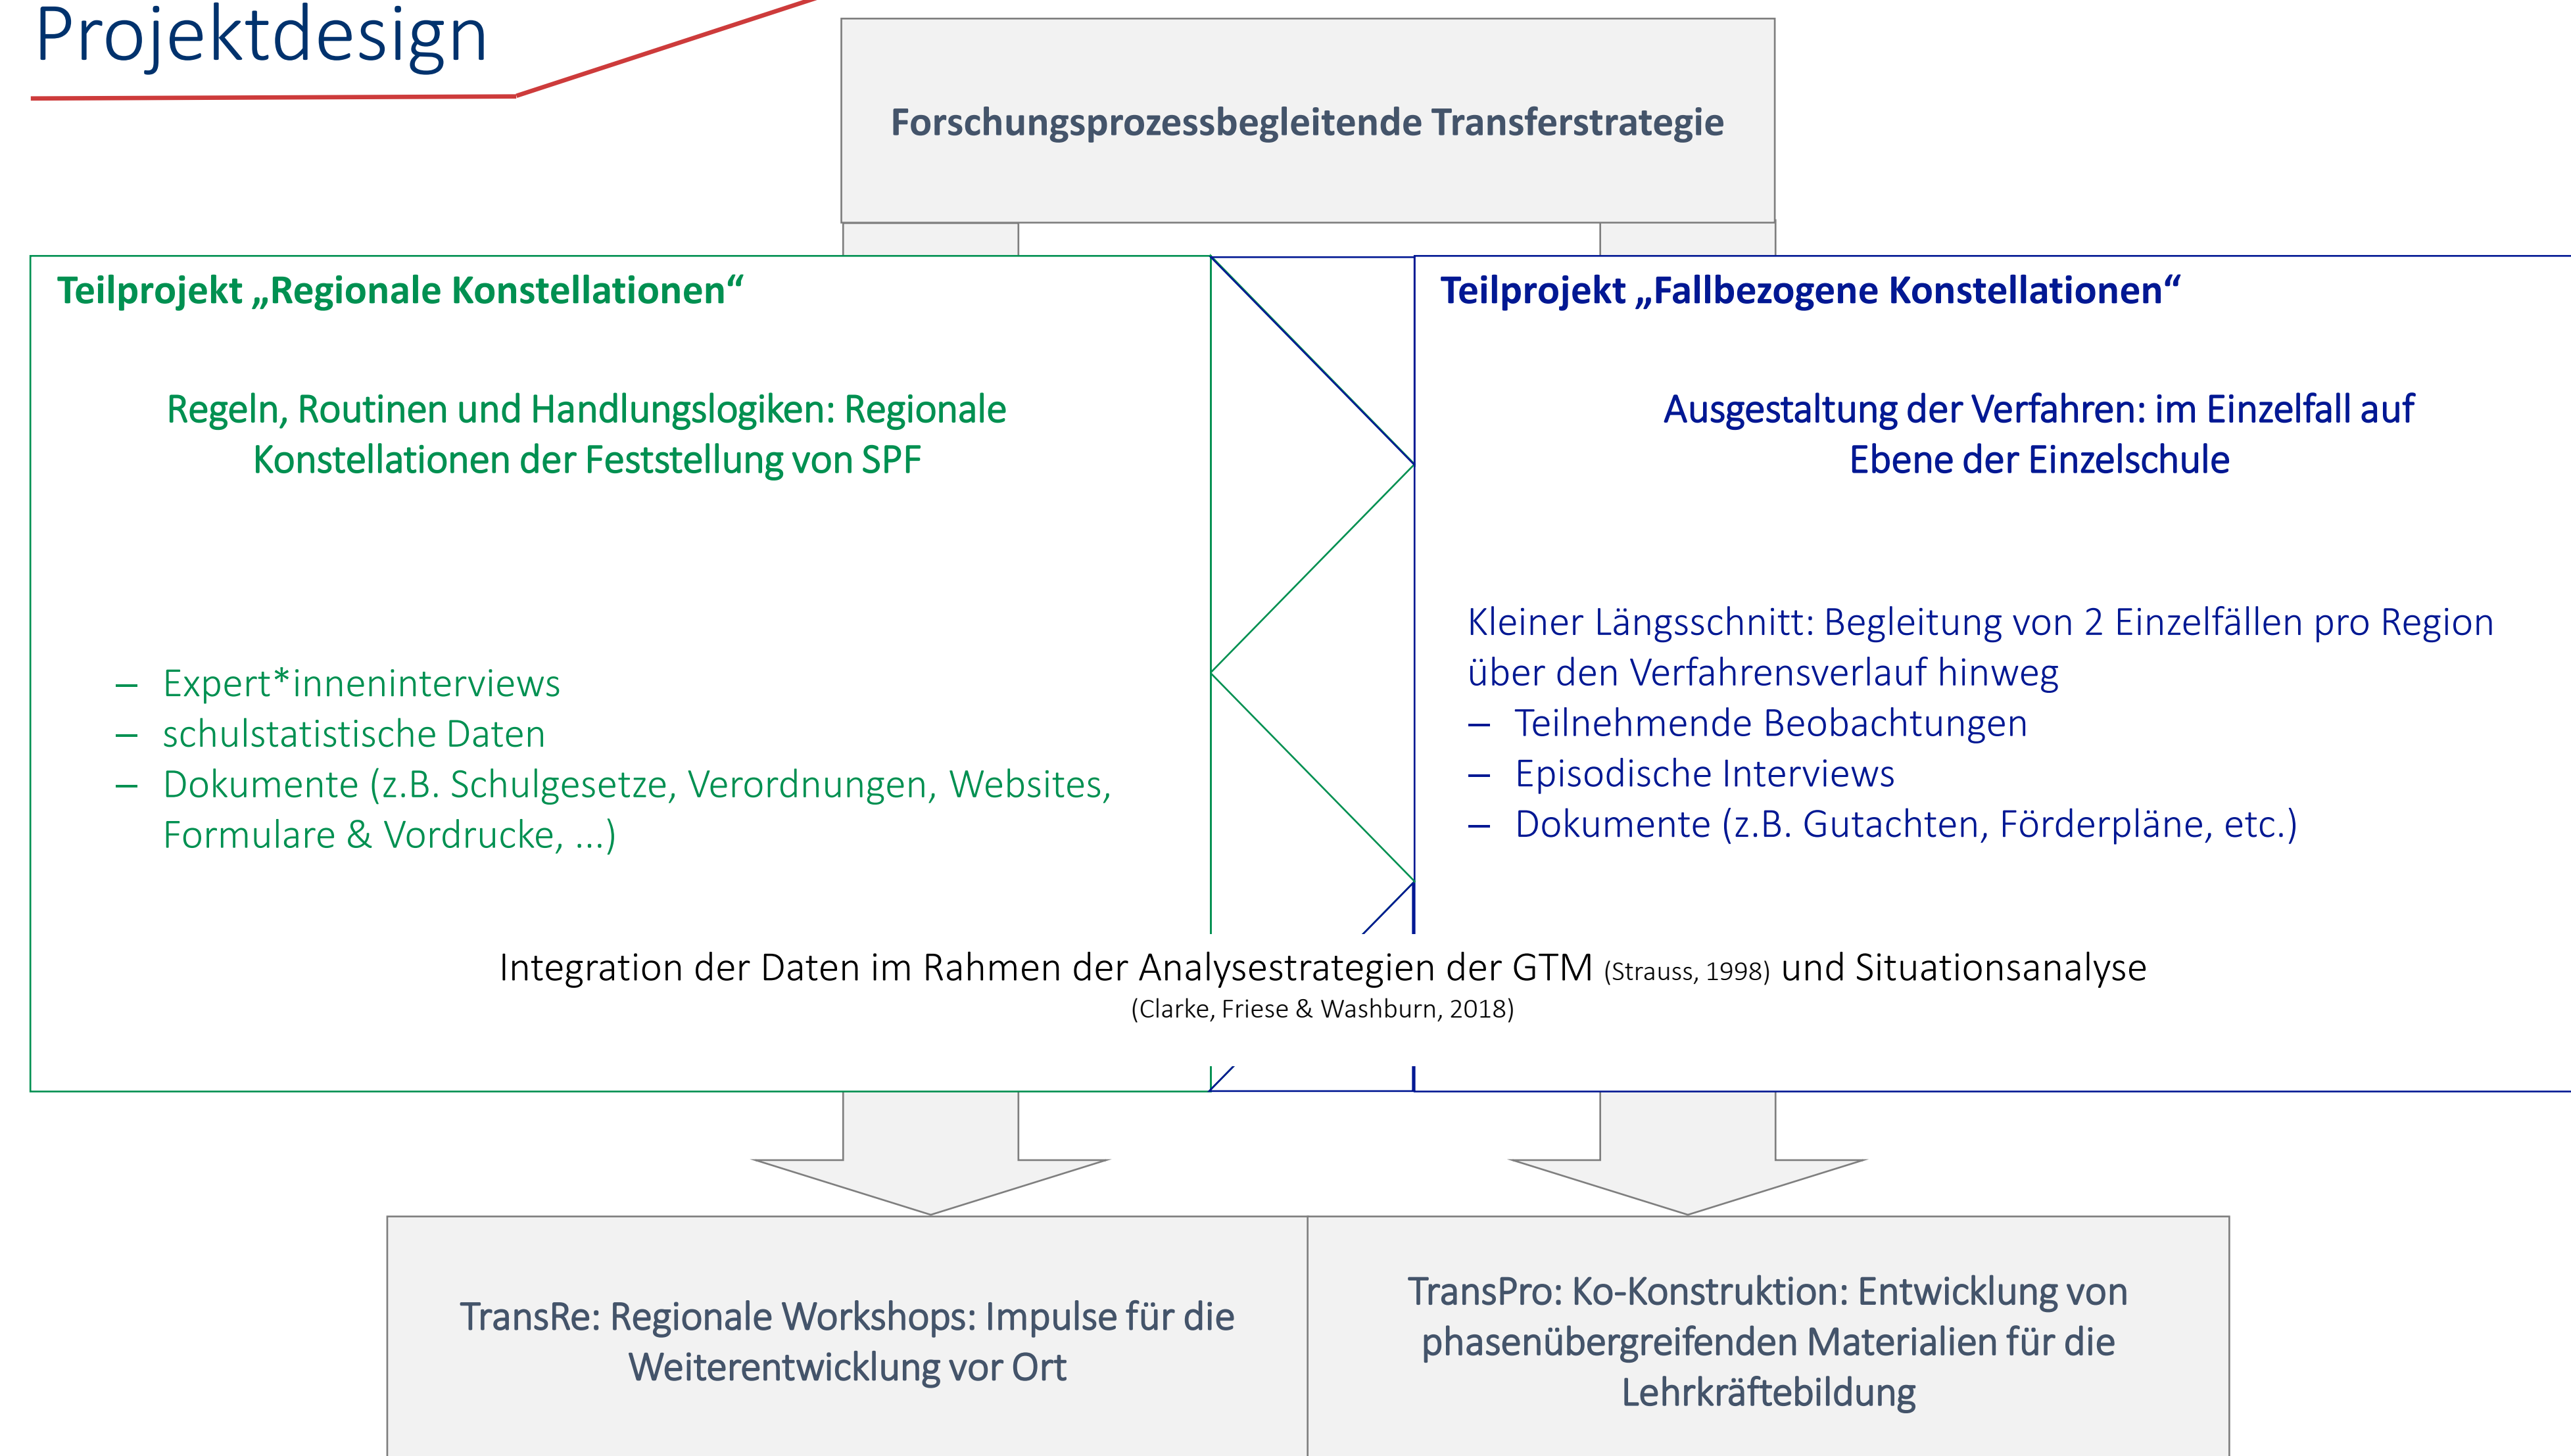 Projektdesign
Forschungsprozessbegleitende Transferstrategie
Teilprojekt „Regionale Konstellationen“
Regeln, Routinen und Handlungslogiken: Regionale
Konstellationen der Feststellung von SPF
– Expert*inneninterviews
– schulstatistische Daten
– Dokumente (z.B. Schulgesetze, Verordnungen, Websites,
Formulare & Vordrucke, ...)
Teilprojekt „Fallbezogene Konstellationen“
Ausgestaltung der Verfahren: im Einzelfall auf
Ebene der Einzelschule
Kleiner Längsschnitt: Begleitung von 2 Einzelfällen pro Region
über den Verfahrensverlauf hinweg
– Teilnehmende Beobachtungen
– Episodische Interviews
– Dokumente (z.B. Gutachten, Förderpläne, etc.)
Integration der Daten im Rahmen der Analysestrategien der GTM (Strauss, 1998) und Situationsanalyse
(Clarke, Friese & Washburn, 2018)
TransRe: Regionale Workshops: Impulse für die
Weiterentwicklung vor Ort
TransPro: Ko-Konstruktion: Entwicklung von
phasenübergreifenden Materialien für die
Lehrkräftebildung